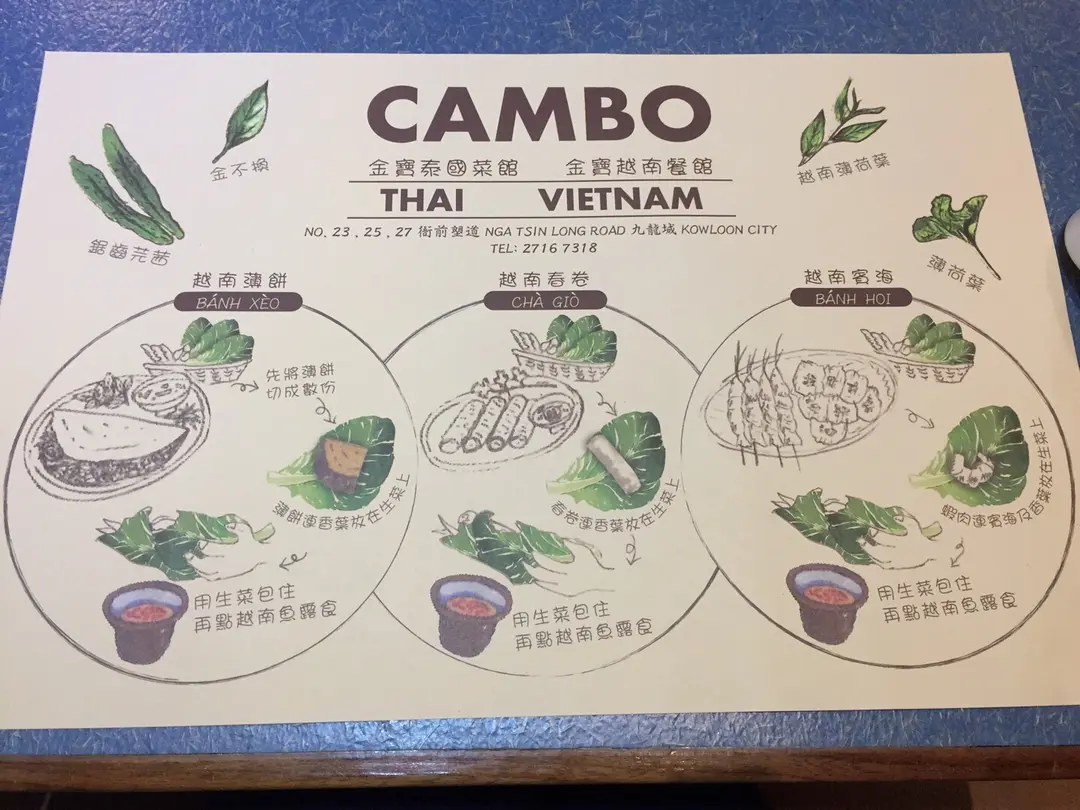 CAMBO
金寶泰國菜館 金寶越南餐館
THAI VIETNAM
NO. 23 , 25 , 27 衙前塱道 NGA TSIN LONG ROAD 九龍城 KOWLOON CITY
TEL: 2716 7318
金不換
鋸齒芫茜
越南薄荷葉
薄荷葉
越南薄餅
BÁNH XÈO
先將薄餅
切成數份
薄餅連香葉放在生菜上
用生菜包住
再點越南魚露食
越南春卷
CHÀ GIÒ
春卷連香葉放在生菜上
用生菜包住
再點越南魚露食
越南賓海
BÁNH HOI
蝦肉連賓海及香葉放在生菜上
用生菜包住
再點越南魚露食